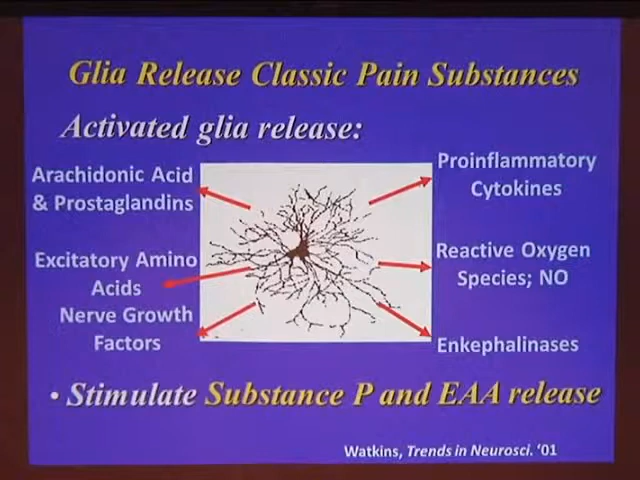 Glia Release Classic Pain Substances
Activated glia release:
Arachidonic Acid
& Prostaglandins
Proinflammatory
Cytokines
Excitatory Amino
Acids
Reactive Oxygen
Species; NO
Nerve Growth
Factors
Enkephalinases
• Stimulate Substance P and EAA release
Watkins, Trends in Neurosci. ‘01